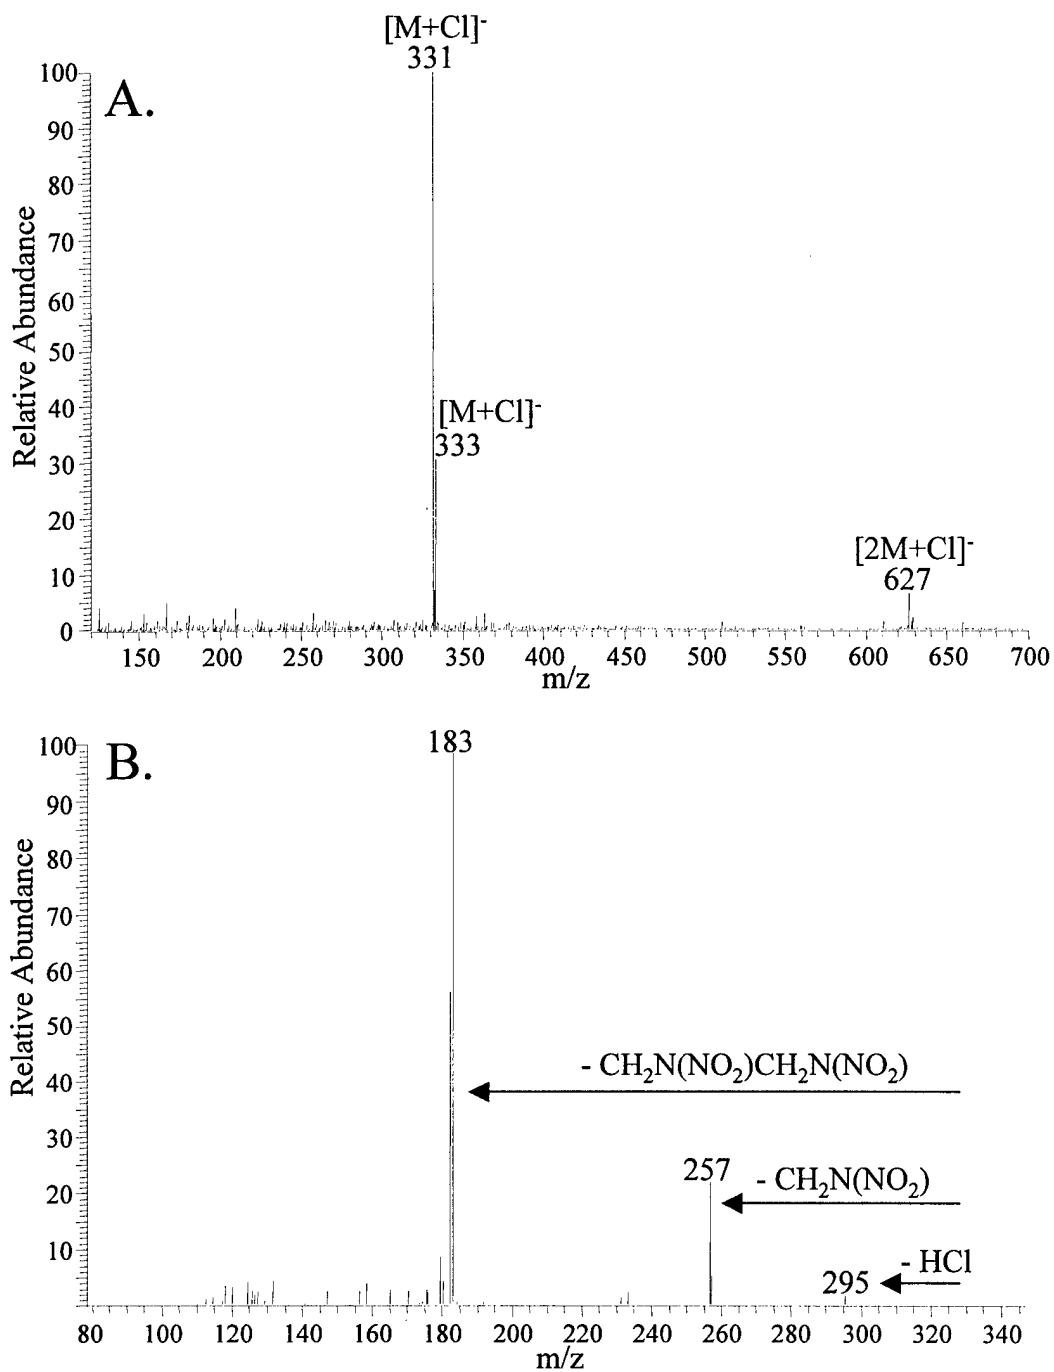 [M+Cl]⁻
331
A.
100
90
80
70
60
50
40
30
20
10
0
Relative Abundance
[M+Cl]⁻
333
[2M+Cl]⁻
627
150 200 250 300 350 400 450 500 550 600 650 700
m/z
183
B.
100
90
80
70
60
50
40
30
20
10
Relative Abundance
- CH₂N(NO₂)CH₂N(NO₂)
257
- CH₂N(NO₂)
295
- HCl
80 100 120 140 160 180 200 220 240 260 280 300 320 340
m/z